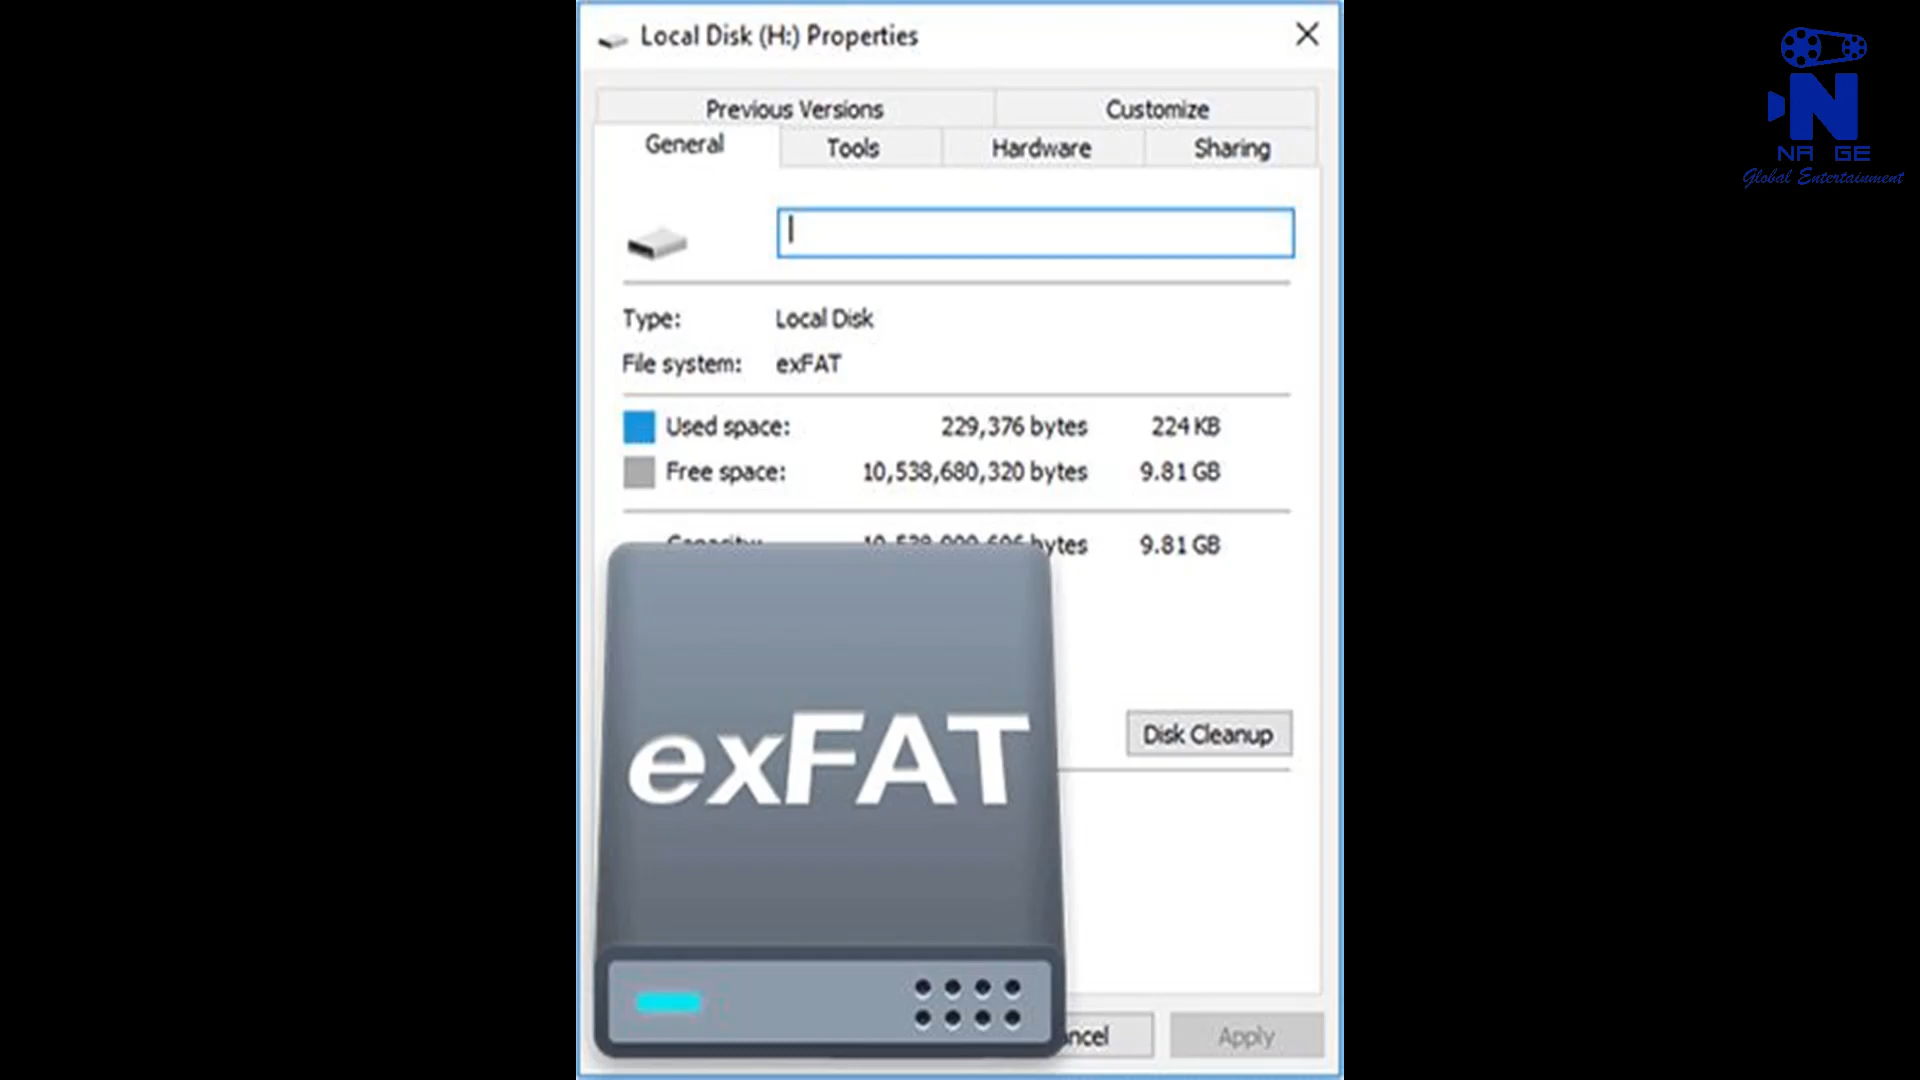 Local Disk (H:) Properties
Previous Versions Customize
General Tools Hardware Sharing
Type: Local Disk
File system: exFAT
Used space: 229,376 bytes 224 KB
Free space: 10,538,680,320 bytes 9.81 GB
Capacity: bytes 9.81 GB
exFAT
Disk Cleanup
Apply
N
NA GE
Global Entertainment